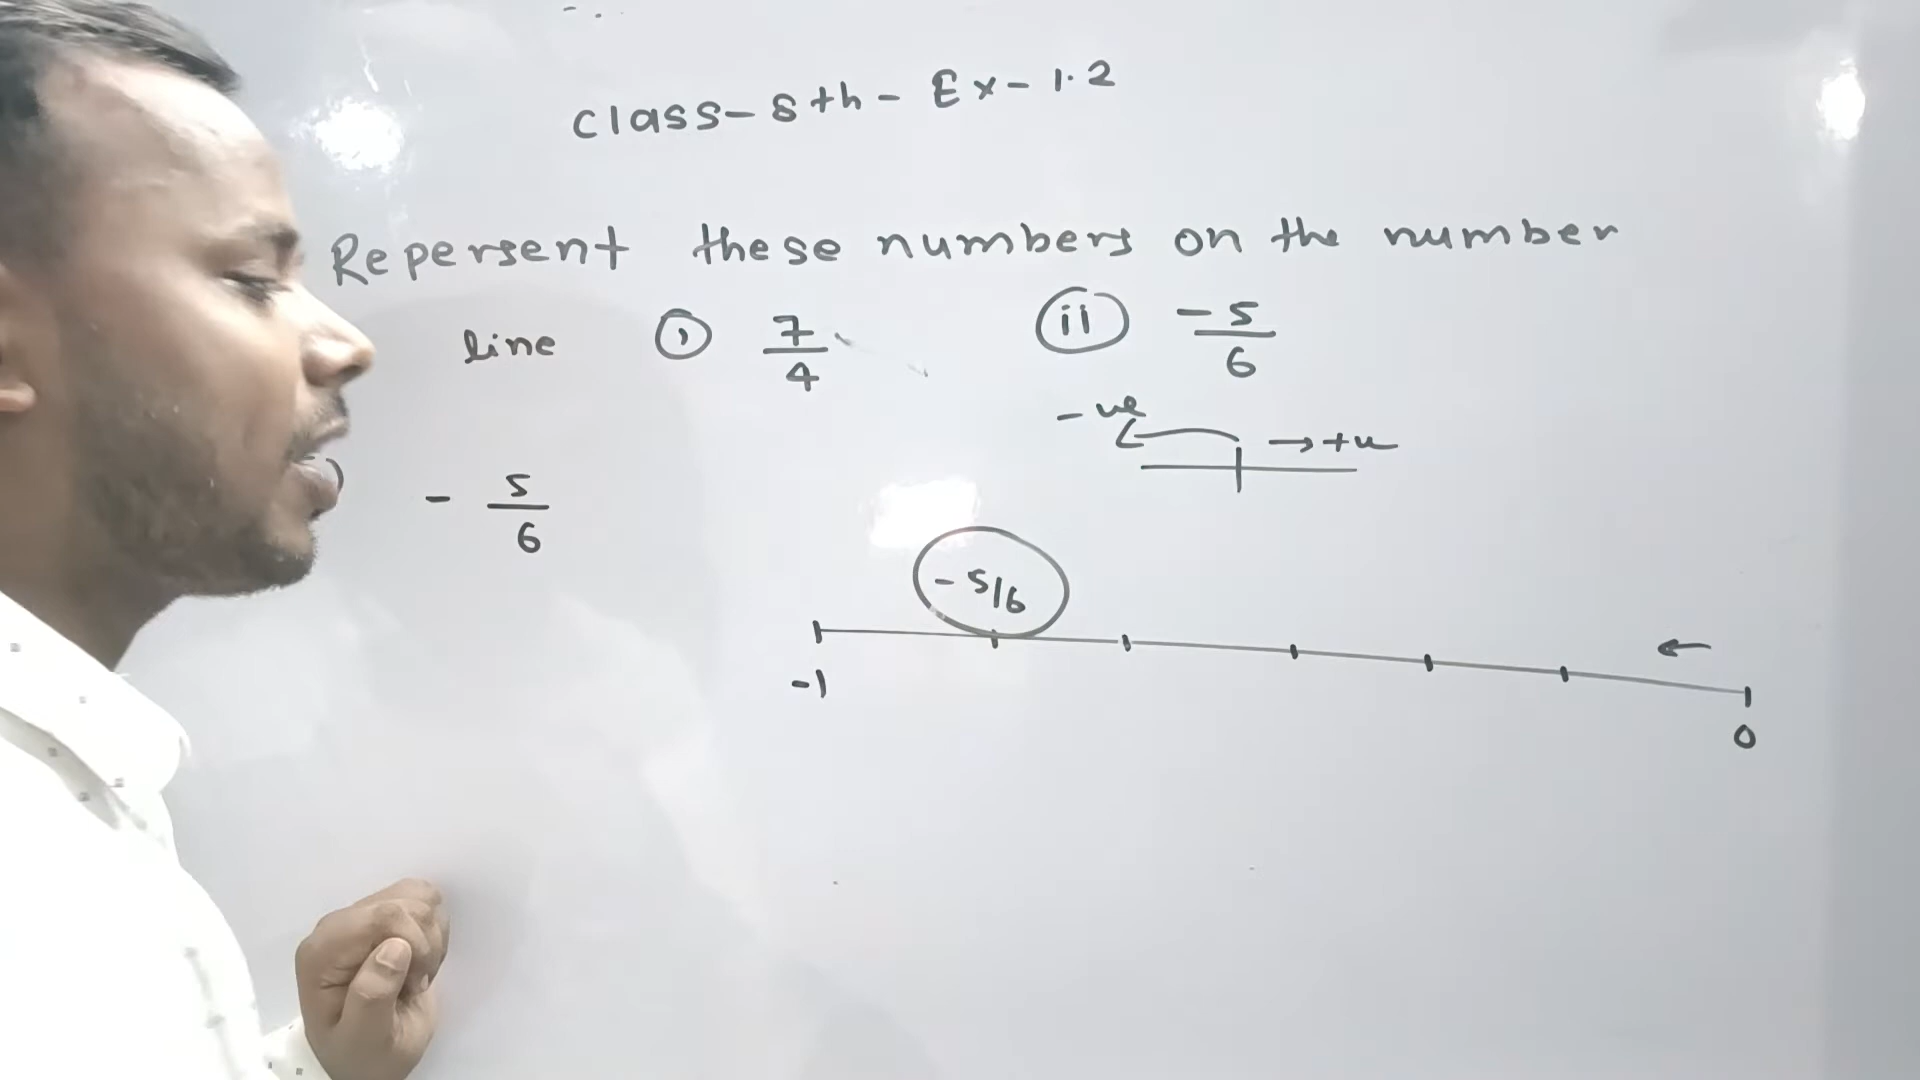 class-8th-Ex-1.2
Repersent these numbers on the number
line (i) 7/4 (ii) -5/6
-ve → +ve
- 5/6
-5/6
-1
0